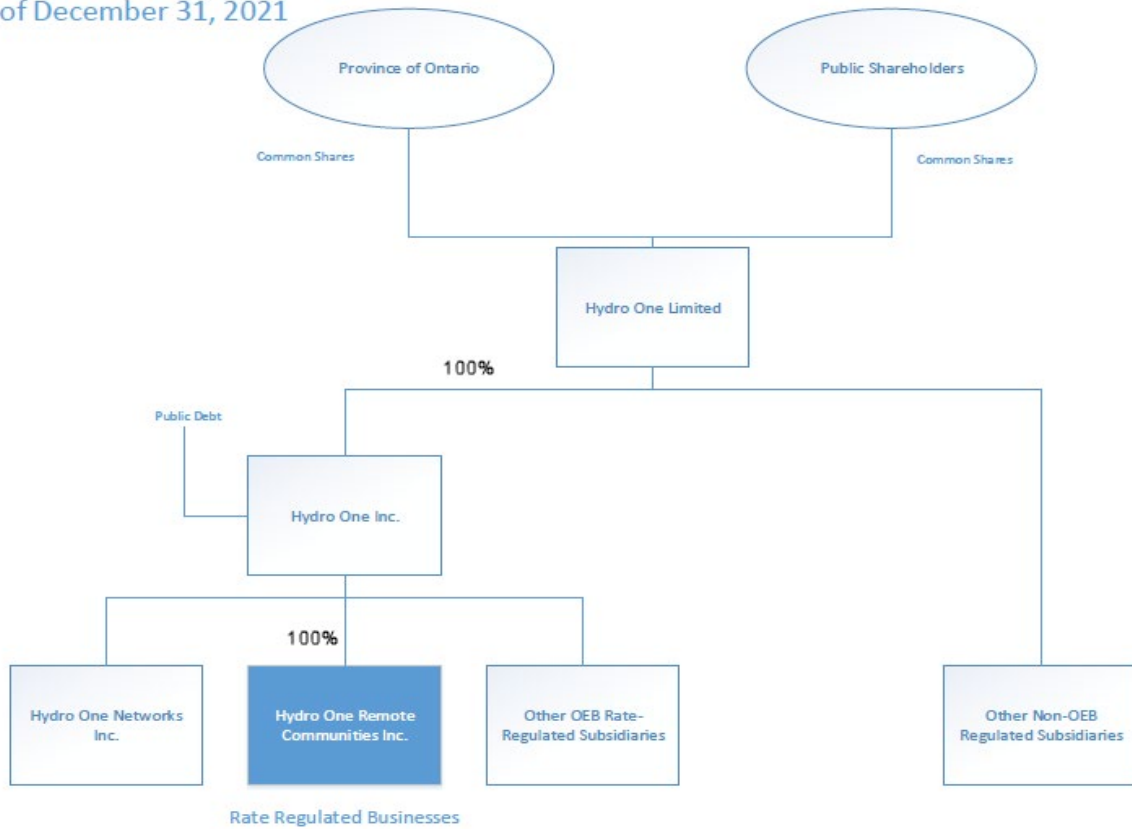 of December 31, 2021
Province of Ontario
Public Shareholders
Common Shares
Common Shares
Hydro One Limited
100%
Public Debt
Hydro One Inc.
100%
Hydro One Networks
Inc.
Hydro One Remote
Communities Inc.
Other OEB Rate-
Regulated Subsidiaries
Other Non-OEB
Regulated Subsidiaries
Rate Regulated Businesses